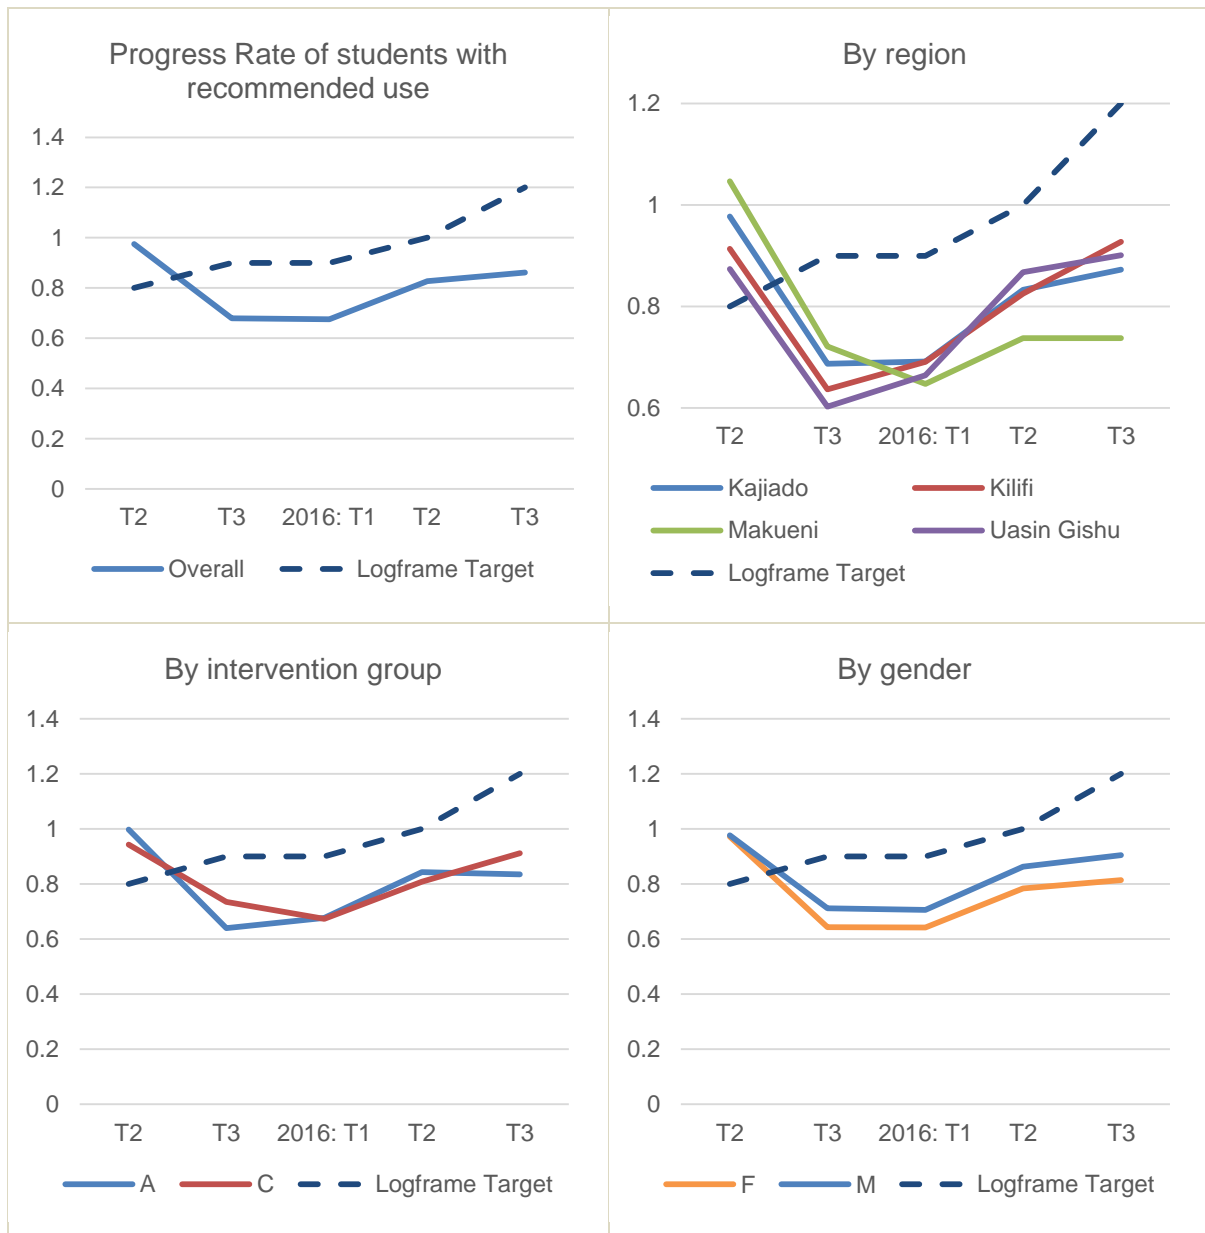 Progress Rate of students with
recommended use
1.4
1.2
1
0.8
0.6
0.4
0.2
0
T2 T3 2016: T1 T2 T3
Overall Logframe Target
By region
1.2
1
0.8
0.6
T2 T3 2016: T1 T2 T3
Kajiado Kilifi
Makueni Uasin Gishu
Logframe Target
By intervention group
1.4
1.2
1
0.8
0.6
0.4
0.2
0
T2 T3 2016: T1 T2 T3
A C Logframe Target
By gender
1.4
1.2
1
0.8
0.6
0.4
0.2
0
T2 T3 2016: T1 T2 T3
F M Logframe Target